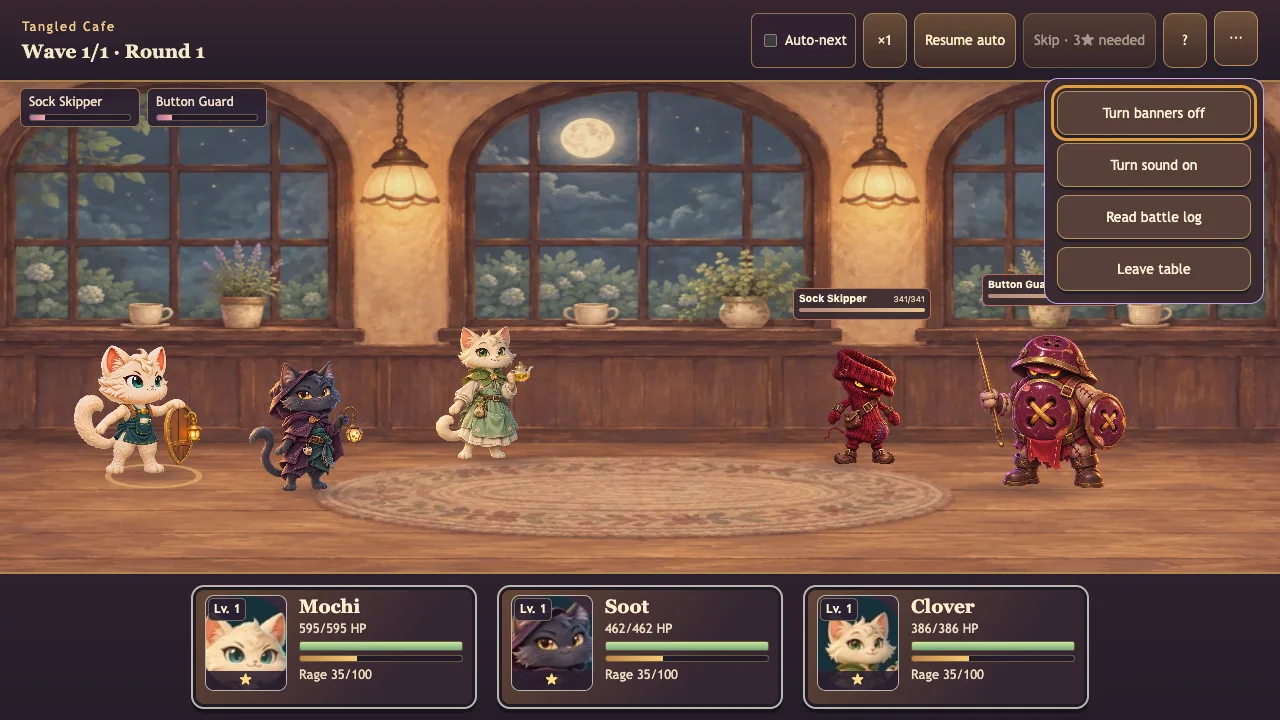 Tangled Cafe
Wave 1/1 · Round 1
Auto-next
×1
Resume auto
Skip · 3★ needed
?
...
Turn banners off
Turn sound on
Read battle log
Leave table
Sock Skipper
Button Guard
Sock Skipper 341/341
Button Gua
Lv. 1
Mochi
595/595 HP
Rage 35/100
Lv. 1
Soot
462/462 HP
Rage 35/100
Lv. 1
Clover
386/386 HP
Rage 35/100